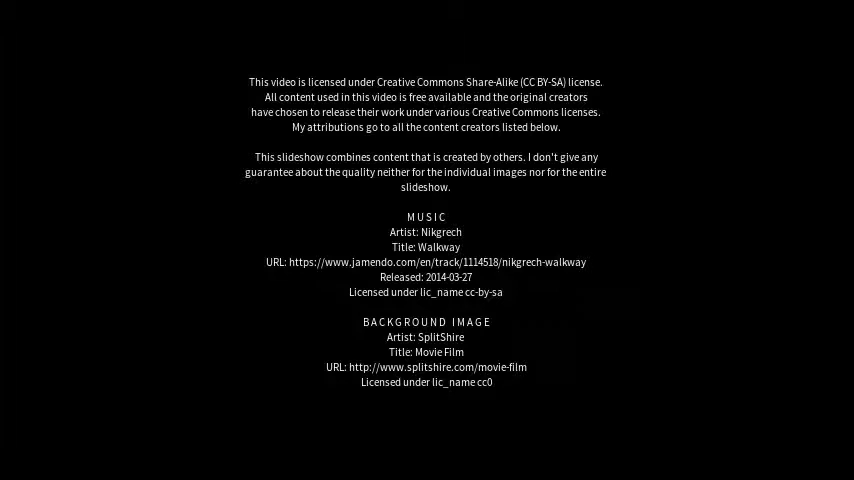 This video is licensed under Creative Commons Share-Alike (CC BY-SA) license.
All content used in this video is free available and the original creators
have chosen to release their work under various Creative Commons licenses.
My attributions go to all the content creators listed below.
This slideshow combines content that is created by others. I don't give any
guarantee about the quality neither for the individual images nor for the entire
slideshow.
MUSIC
Artist: Nikgrech
Title: Walkway
URL: https://www.jamendo.com/en/track/1114518/nikgrech-walkway
Released: 2014-03-27
Licensed under lic_name cc-by-sa
BACKGROUND IMAGE
Artist: SplitShire
Title: Movie Film
URL: http://www.splitshire.com/movie-film
Licensed under lic_name cc0